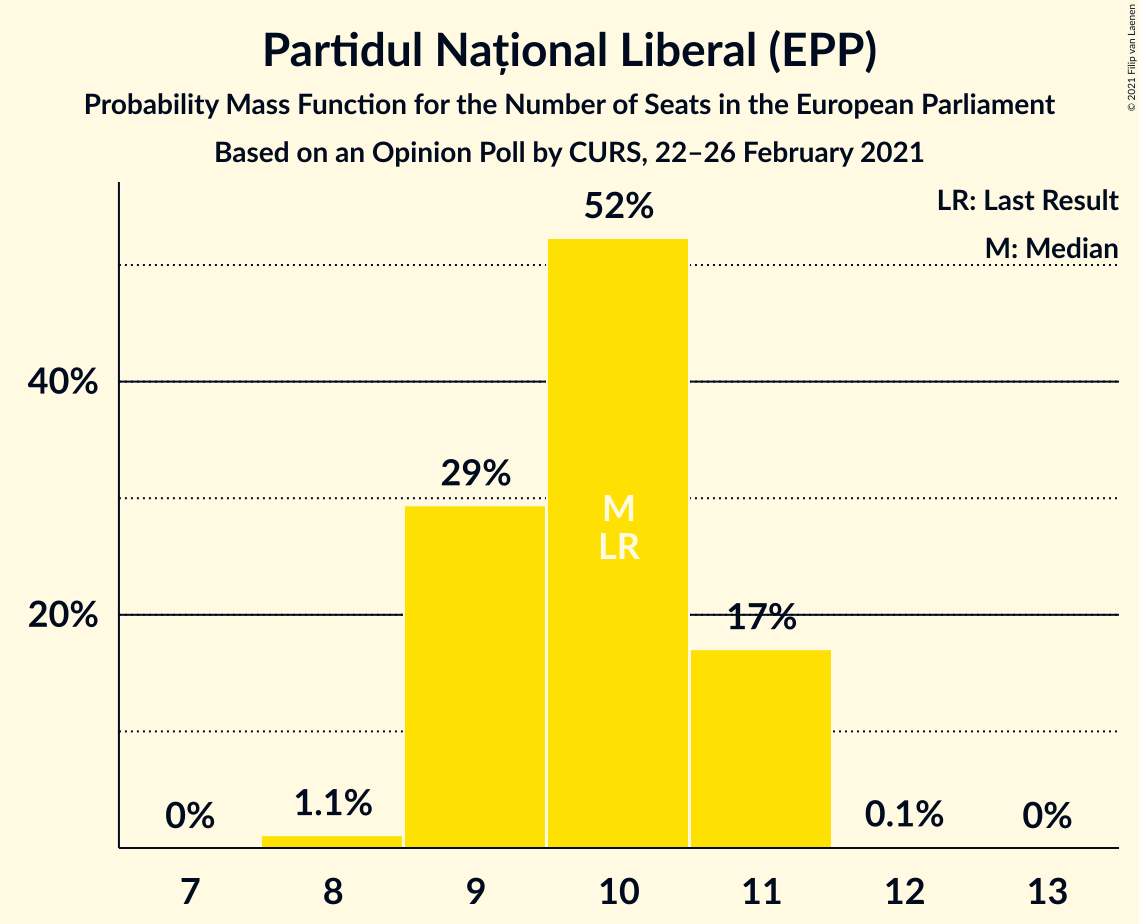 Partidul Național Liberal (EPP)
Probability Mass Function for the Number of Seats in the European Parliament
Based on an Opinion Poll by CURS, 22–26 February 2021
© 2021 Filip van Laenen
LR: Last Result
M: Median
52%
40%
29%
M
LR
20%
17%
0%
1.1%
0.1%
0%
7
8
9
10
11
12
13